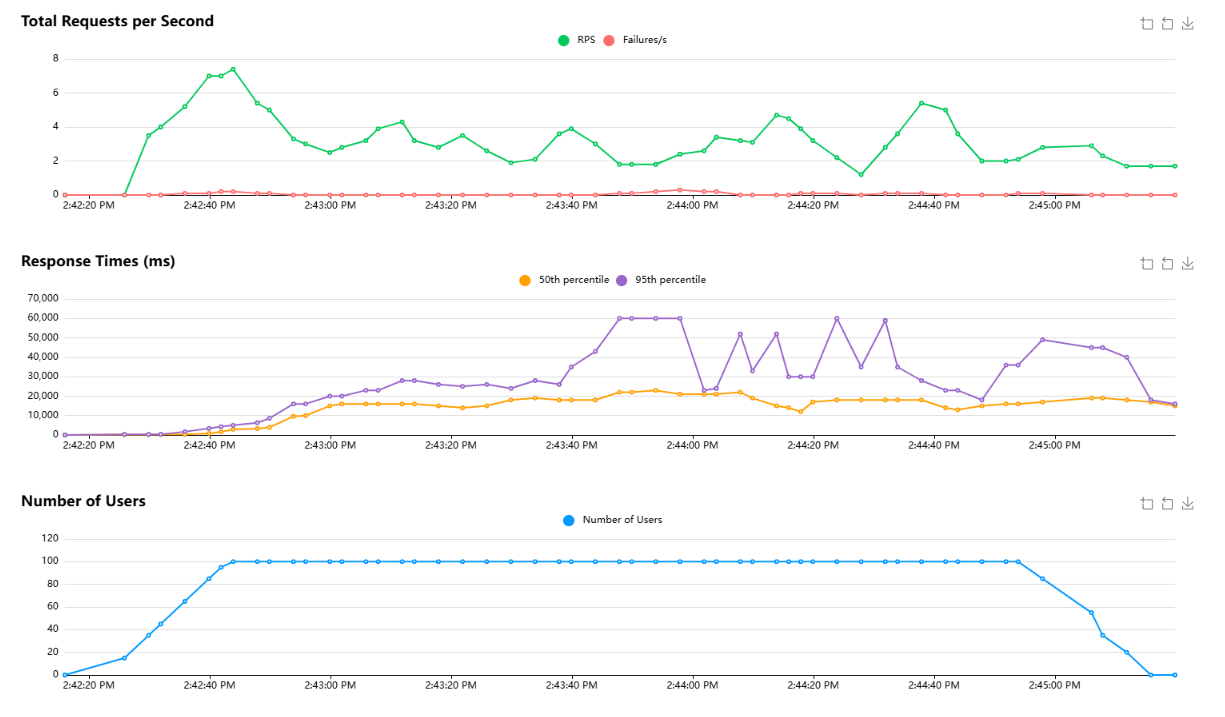 Total Requests per Second
RPS Failures/s
8
6
4
2
0
2:42:20 PM 2:42:40 PM 2:43:00 PM 2:43:20 PM 2:43:40 PM 2:44:00 PM 2:44:20 PM 2:44:40 PM 2:45:00 PM
Response Times (ms)
50th percentile 95th percentile
70,000
60,000
50,000
40,000
30,000
20,000
10,000
0
2:42:20 PM 2:42:40 PM 2:43:00 PM 2:43:20 PM 2:43:40 PM 2:44:00 PM 2:44:20 PM 2:44:40 PM 2:45:00 PM
Number of Users
Number of Users
120
100
80
60
40
20
0
2:42:20 PM 2:42:40 PM 2:43:00 PM 2:43:20 PM 2:43:40 PM 2:44:00 PM 2:44:20 PM 2:44:40 PM 2:45:00 PM